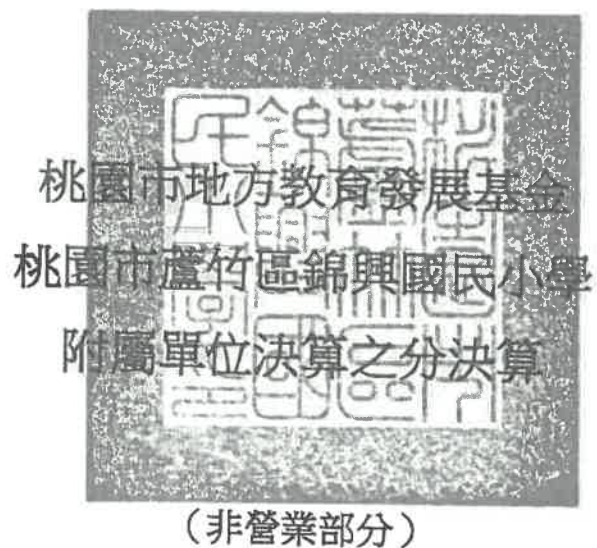 桃園市地方教育發展基金
桃園市蘆竹區錦興國民小學
附屬單位決算之分決算
（非營業部分）